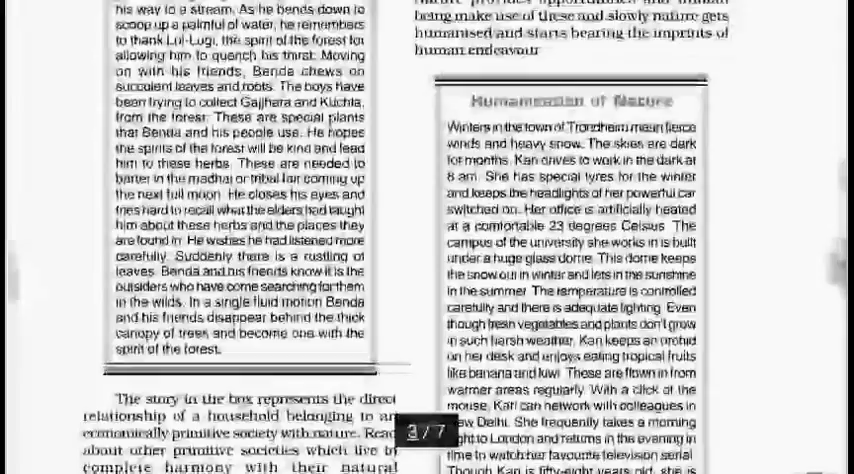 his way to a stream. As he bends down to
scoop up a palmful of water, he remembers
to thank Loi-Lugi, the spirit of the forest for
allowing him to quench his thirst. Moving
on with his friends, Benda chews on
succulent leaves and roots. The boys have
been trying to collect Gajjhara and Kuchla,
from the forest. These are special plants
that Benda and his people use. He hopes
the spirits of the forest will be kind and lead
him to these herbs. These are needed to
barter in the madhai or tribal fair coming up
the next full moon. He closes his eyes and
tries hard to recall what the elders had taught
him about these herbs and the places they
are found in. He wishes he had listened more
carefully. Suddenly there is a rustling of
leaves. Benda and his friends know it is the
outsiders who have come searching for them
in the wilds. In a single fluid motion Benda
and his friends disappear behind the thick
canopy of trees and become one with the
spirit of the forest.
The story in the box represents the direct
relationship of a household belonging to an
economically primitive society with nature. Read
about other primitive societies which live
complete harmony with their natural
being make use of these and slowly nature gets
humanised and starts bearing the imprints of
human endeavour
Humanisation of Nature
Winters in the town of Trondheim mean fierce
winds and heavy snow. The skies are dark
for months. Kari drives to work in the dark at
8 am. She has special tyres for the winter
and keeps the headlights of her powerful car
switched on. Her office is artificially heated
at a comfortable 23 degrees Celsius. The
campus of the university she works in is built
under a huge glass dome. This dome keeps
the snow out in winter and lets in the sunshine
in the summer. The temperature is controlled
carefully and there is adequate lighting. Even
though fresh vegetables and plants don't grow
in such harsh weather, Kari keeps an orchid
on her desk and enjoys eating tropical fruits
like banana and kiwi. These are flown in from
warmer areas regularly. With a click of the
mouse, Kari can network with colleagues in
New Delhi. She frequently takes a morning
flight to London and returns in the evening in
time to watch her favourite television serial.
Though Kari is fifty-eight years old, she is
3 / 7